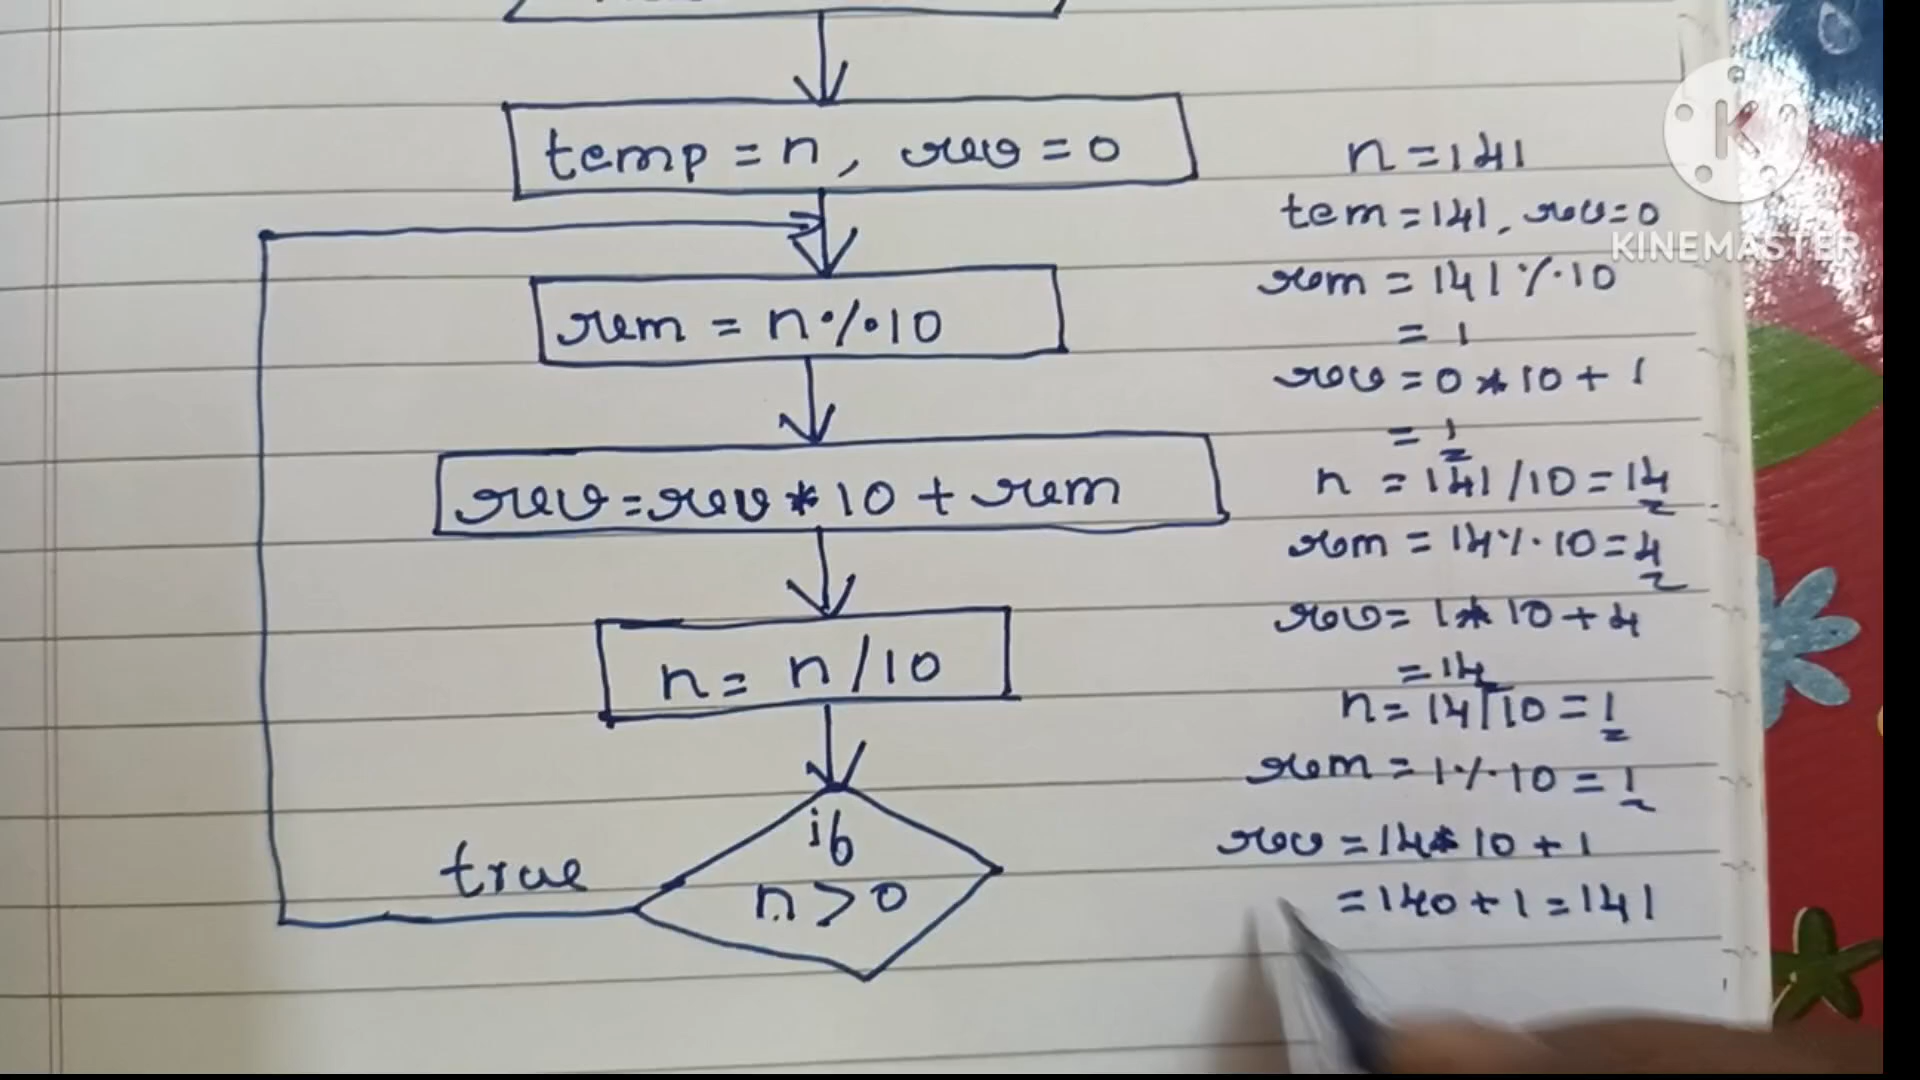 temp = n, rev = 0
rem = n % 10
rev = rev * 10 + rem
n = n / 10
if
n > 0
true
n = 141
tem = 141, rev = 0
rem = 141 % 10
= 1
rev = 0 * 10 + 1
= 1
n = 141 / 10 = 14
rem = 14 % 10 = 4
rev = 1 * 10 + 4
= 14
n = 14 / 10 = 1
rem = 1 % 10 = 1
rev = 14 * 10 + 1
= 140 + 1 = 141
K
KINEMASTER